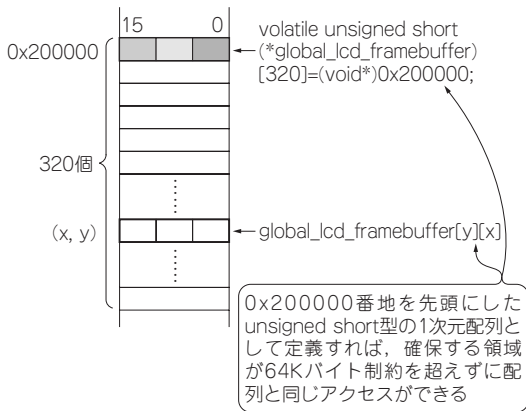 15 0
0x200000
volatile unsigned short
(*global_lcd_framebuffer)
[320]=(void*)0x200000;
320個
(x, y)
global_lcd_framebuffer[y][x]
0x200000番地を先頭にした
unsigned short型の1次元配列と
して定義すれば，確保する領域
が64Kバイト制約を超えずに配
列と同じアクセスができる